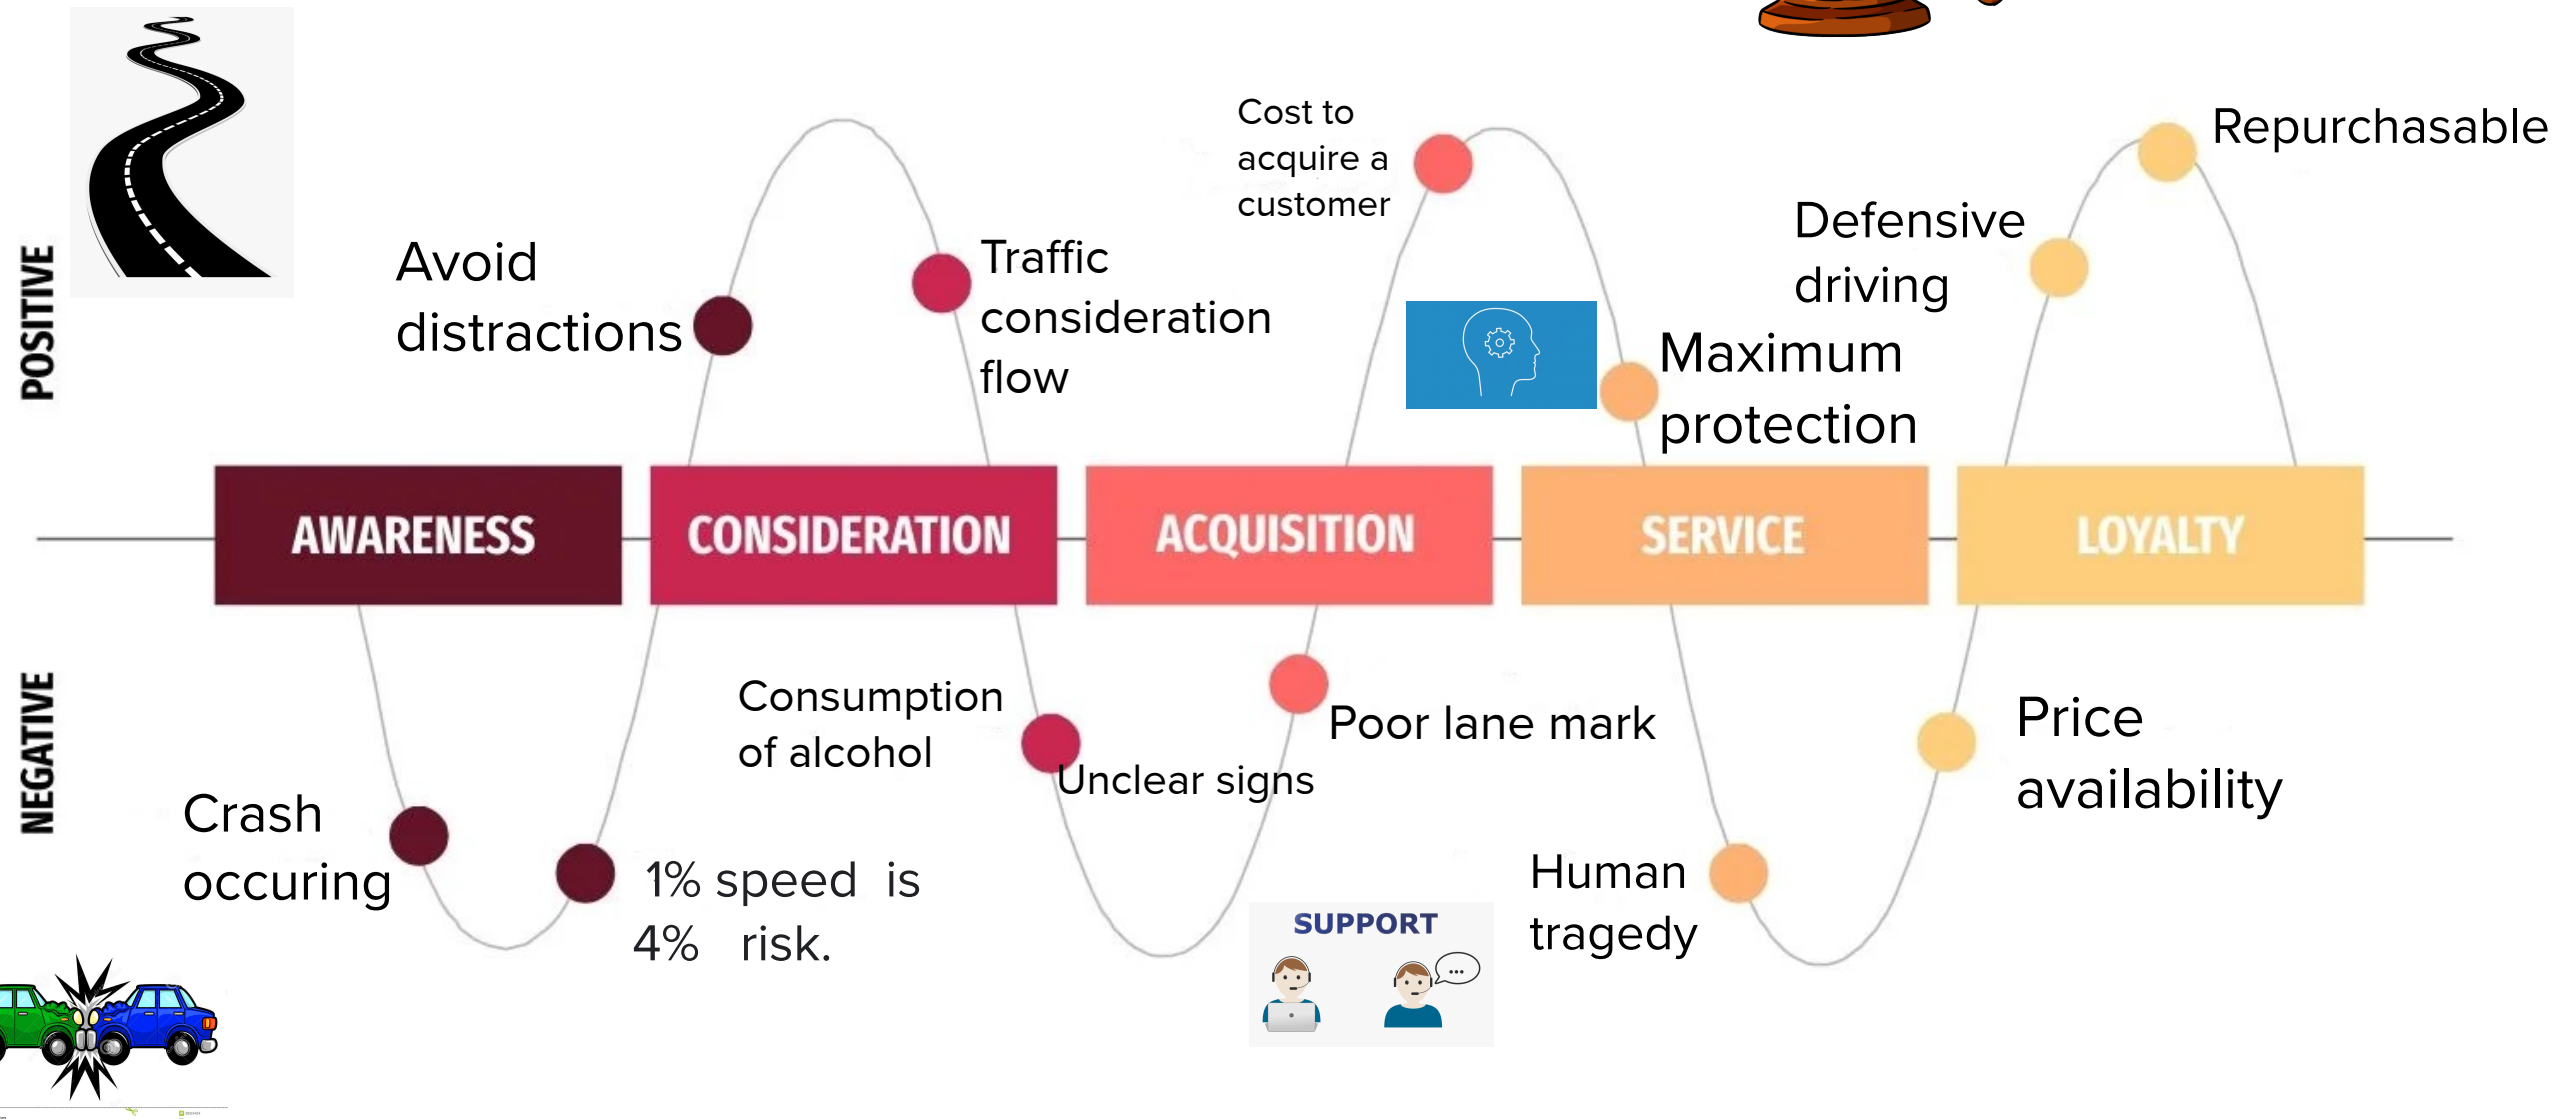 POSITIVE
NEGATIVE
Avoid
distractions
Traffic
consideration
flow
Cost to
acquire a
customer
Maximum
protection
Defensive
driving
Repurchasable
AWARENESS
CONSIDERATION
ACQUISITION
SERVICE
LOYALTY
Crash
occuring
1% speed is
4% risk.
Consumption
of alcohol
Unclear signs
Poor lane mark
SUPPORT
Human
tragedy
Price
availability